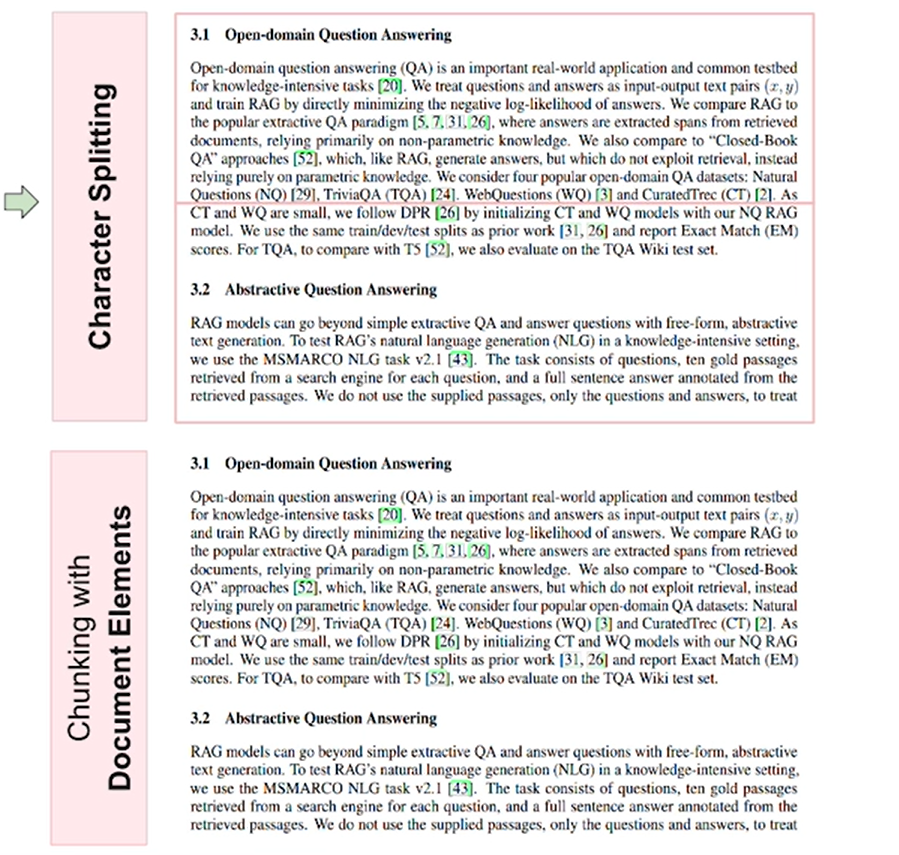 Character Splitting
3.1 Open-domain Question Answering
Open-domain question answering (QA) is an important real-world application and common testbed
for knowledge-intensive tasks [20]. We treat questions and answers as input-output text pairs (x, y)
and train RAG by directly minimizing the negative log-likelihood of answers. We compare RAG to
the popular extractive QA paradigm [5, 7, 31, 26], where answers are extracted spans from retrieved
documents, relying primarily on non-parametric knowledge. We also compare to “Closed-Book
QA” approaches [52], which, like RAG, generate answers, but which do not exploit retrieval, instead
relying purely on parametric knowledge. We consider four popular open-domain QA datasets: Natural
Questions (NQ) [29], TriviaQA (TQA) [24]. WebQuestions (WQ) [3] and CuratedTrec (CT) [2]. As
CT and WQ are small, we follow DPR [26] by initializing CT and WQ models with our NQ RAG
model. We use the same train/dev/test splits as prior work [31, 26] and report Exact Match (EM)
scores. For TQA, to compare with T5 [52], we also evaluate on the TQA Wiki test set.
3.2 Abstractive Question Answering
RAG models can go beyond simple extractive QA and answer questions with free-form, abstractive
text generation. To test RAG’s natural language generation (NLG) in a knowledge-intensive setting,
we use the MSMARCO NLG task v2.1 [43]. The task consists of questions, ten gold passages
retrieved from a search engine for each question, and a full sentence answer annotated from the
retrieved passages. We do not use the supplied passages, only the questions and answers, to treat
Chunking with
Document Elements
3.1 Open-domain Question Answering
Open-domain question answering (QA) is an important real-world application and common testbed
for knowledge-intensive tasks [20]. We treat questions and answers as input-output text pairs (x, y)
and train RAG by directly minimizing the negative log-likelihood of answers. We compare RAG to
the popular extractive QA paradigm [5, 7, 31, 26], where answers are extracted spans from retrieved
documents, relying primarily on non-parametric knowledge. We also compare to “Closed-Book
QA” approaches [52], which, like RAG, generate answers, but which do not exploit retrieval, instead
relying purely on parametric knowledge. We consider four popular open-domain QA datasets: Natural
Questions (NQ) [29], TriviaQA (TQA) [24]. WebQuestions (WQ) [3] and CuratedTrec (CT) [2]. As
CT and WQ are small, we follow DPR [26] by initializing CT and WQ models with our NQ RAG
model. We use the same train/dev/test splits as prior work [31, 26] and report Exact Match (EM)
scores. For TQA, to compare with T5 [52], we also evaluate on the TQA Wiki test set.
3.2 Abstractive Question Answering
RAG models can go beyond simple extractive QA and answer questions with free-form, abstractive
text generation. To test RAG’s natural language generation (NLG) in a knowledge-intensive setting,
we use the MSMARCO NLG task v2.1 [43]. The task consists of questions, ten gold passages
retrieved from a search engine for each question, and a full sentence answer annotated from the
retrieved passages. We do not use the supplied passages, only the questions and answers, to treat